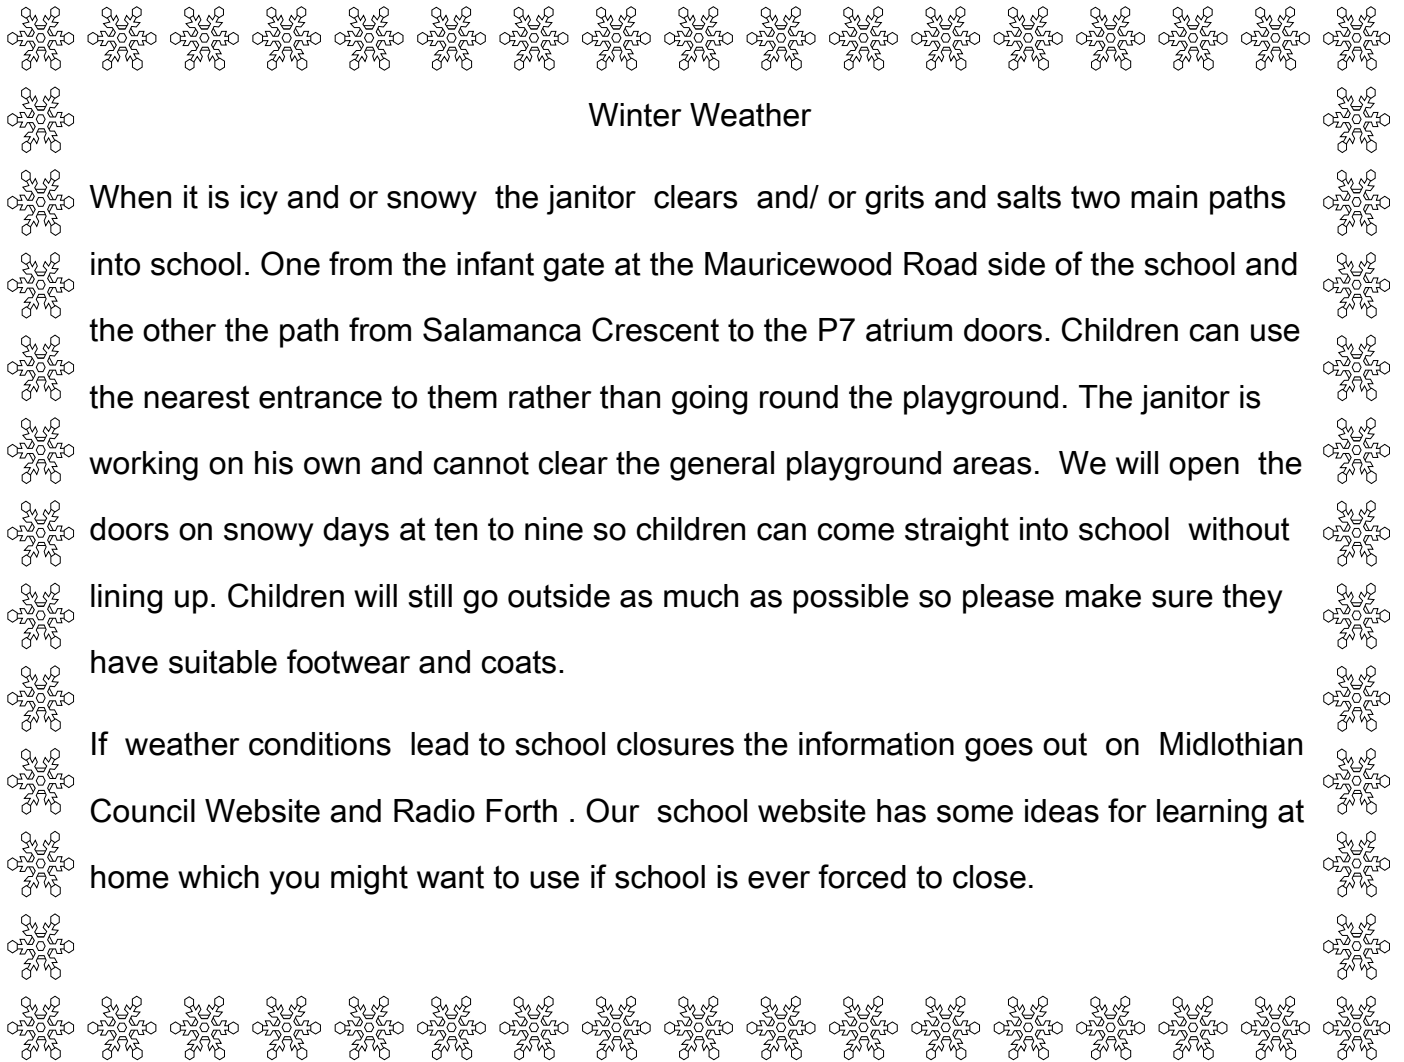 Winter Weather
When it is icy and or snowy  the janitor  clears  and/ or grits and salts two main paths
into school. One from the infant gate at the Mauricewood Road side of the school and
the other the path from Salamanca Crescent to the P7 atrium doors. Children can use
the nearest entrance to them rather than going round the playground. The janitor is
working on his own and cannot clear the general playground areas.  We will open  the
doors on snowy days at ten to nine so children can come straight into school  without
lining up. Children will still go outside as much as possible so please make sure they
have suitable footwear and coats.
If  weather conditions  lead to school closures the information goes out  on  Midlothian
Council Website and Radio Forth . Our  school website has some ideas for learning at
home which you might want to use if school is ever forced to close.